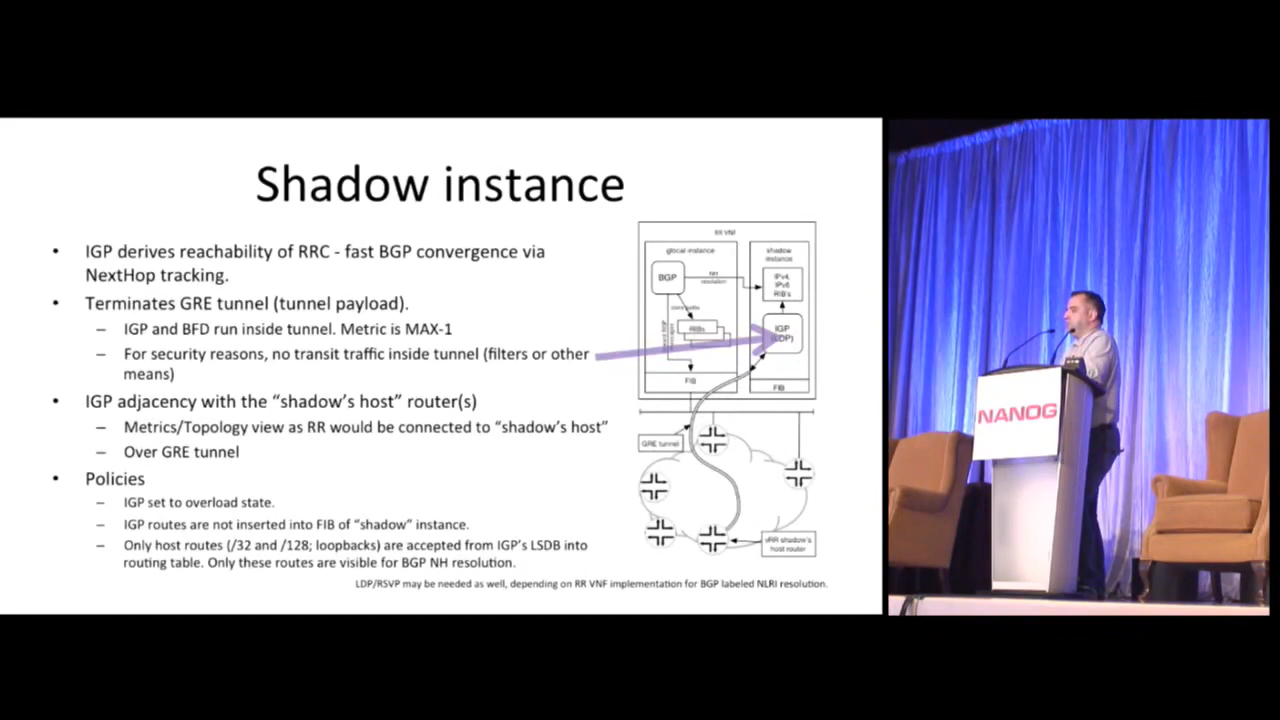 Shadow instance
• IGP derives reachability of RRC - fast BGP convergence via
NextHop tracking.
• Terminates GRE tunnel (tunnel payload).
– IGP and BFD run inside tunnel. Metric is MAX-1
– For security reasons, no transit traffic inside tunnel (filters or other
means)
• IGP adjacency with the “shadow’s host” router(s)
– Metrics/Topology view as RR would be connected to “shadow’s host”
– Over GRE tunnel
• Policies
– IGP set to overload state.
– IGP routes are not inserted into FIB of “shadow” instance.
– Only host routes (/32 and /128; loopbacks) are accepted from IGP’s LSDB into
routing table. Only these routes are visible for BGP NH resolution.
LDP/RSVP may be needed as well, depending on RR VNF implementation for BGP labeled NLRI resolution.
RR VNF
global instance
shadow
instance
BGP
NH
resolution
IPv4,
IPv6
RIB's
RIBs
IGP
(LDP)
FIB
FIB
GRE tunnel
vRR shadow's
host router
NANOG